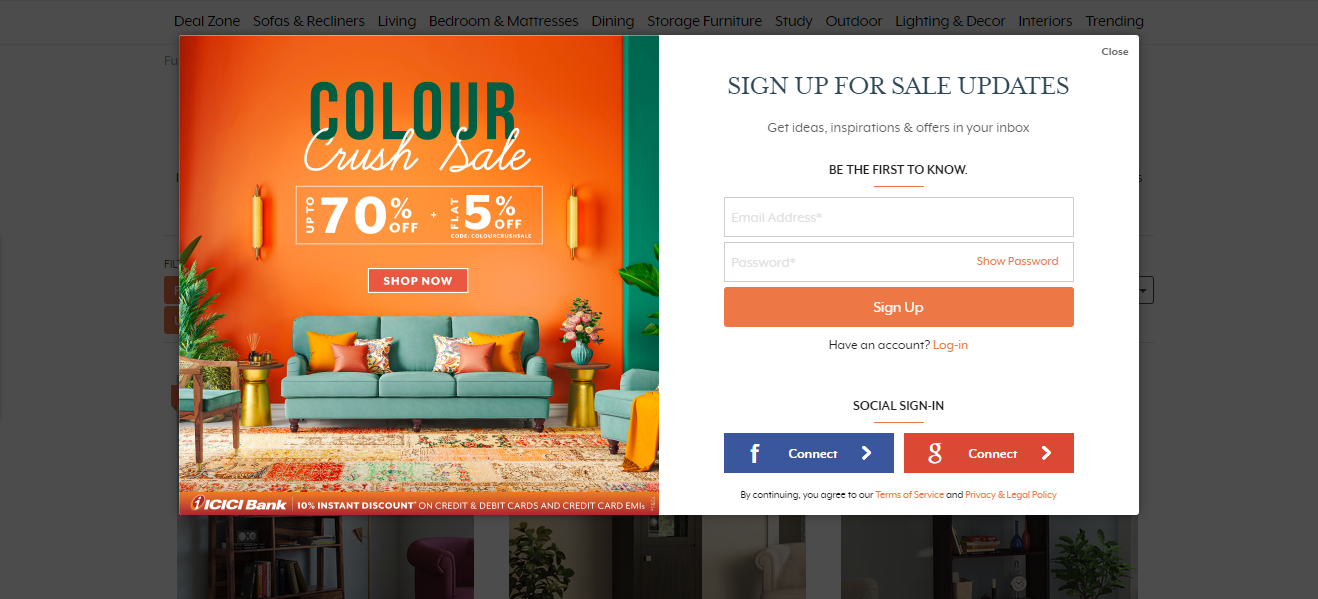 Deal Zone Sofas & Recliners Living Bedroom & Mattresses Dining Storage Furniture Study Outdoor Lighting & Decor Interiors Trending
Close
COLOUR
Crush Sale
UP TO 70% OFF + FLAT 5% OFF
CODE: COLOURCRUSHSALE
SHOP NOW
ICICI Bank 10% INSTANT DISCOUNT* ON CREDIT & DEBIT CARDS AND CREDIT CARD EMIs
SIGN UP FOR SALE UPDATES
Get ideas, inspirations & offers in your inbox
BE THE FIRST TO KNOW.
Email Address*
Password* Show Password
Sign Up
Have an account? Log-in
SOCIAL SIGN-IN
f Connect
g Connect
By continuing, you agree to our Terms of Service and Privacy & Legal Policy